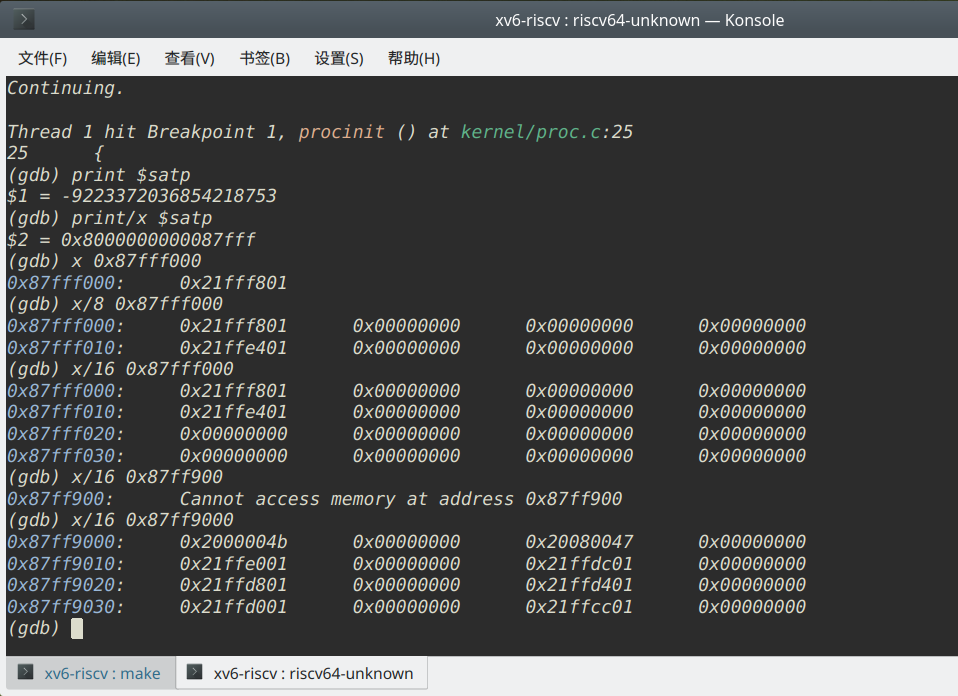 xv6-riscv : riscv64-unknown — Konsole
文件(F) 编辑(E) 查看(V) 书签(B) 设置(S) 帮助(H)
Continuing.
Thread 1 hit Breakpoint 1, procinit () at kernel/proc.c:25
25 {
(gdb) print $satp
$1 = -9223372036854218753
(gdb) print/x $satp
$2 = 0x8000000000087fff
(gdb) x 0x87fff000
0x87fff000: 0x21fff801
(gdb) x/8 0x87fff000
0x87fff000: 0x21fff801 0x00000000 0x00000000 0x00000000
0x87fff010: 0x21ffe401 0x00000000 0x00000000 0x00000000
(gdb) x/16 0x87fff000
0x87fff000: 0x21fff801 0x00000000 0x00000000 0x00000000
0x87fff010: 0x21ffe401 0x00000000 0x00000000 0x00000000
0x87fff020: 0x00000000 0x00000000 0x00000000 0x00000000
0x87fff030: 0x00000000 0x00000000 0x00000000 0x00000000
(gdb) x/16 0x87ff900
0x87ff900: Cannot access memory at address 0x87ff900
(gdb) x/16 0x87ff9000
0x87ff9000: 0x2000004b 0x00000000 0x20080047 0x00000000
0x87ff9010: 0x21ffe001 0x00000000 0x21ffdc01 0x00000000
0x87ff9020: 0x21ffd801 0x00000000 0x21ffd401 0x00000000
0x87ff9030: 0x21ffd001 0x00000000 0x21ffcc01 0x00000000
(gdb)
xv6-riscv : make xv6-riscv : riscv64-unknown